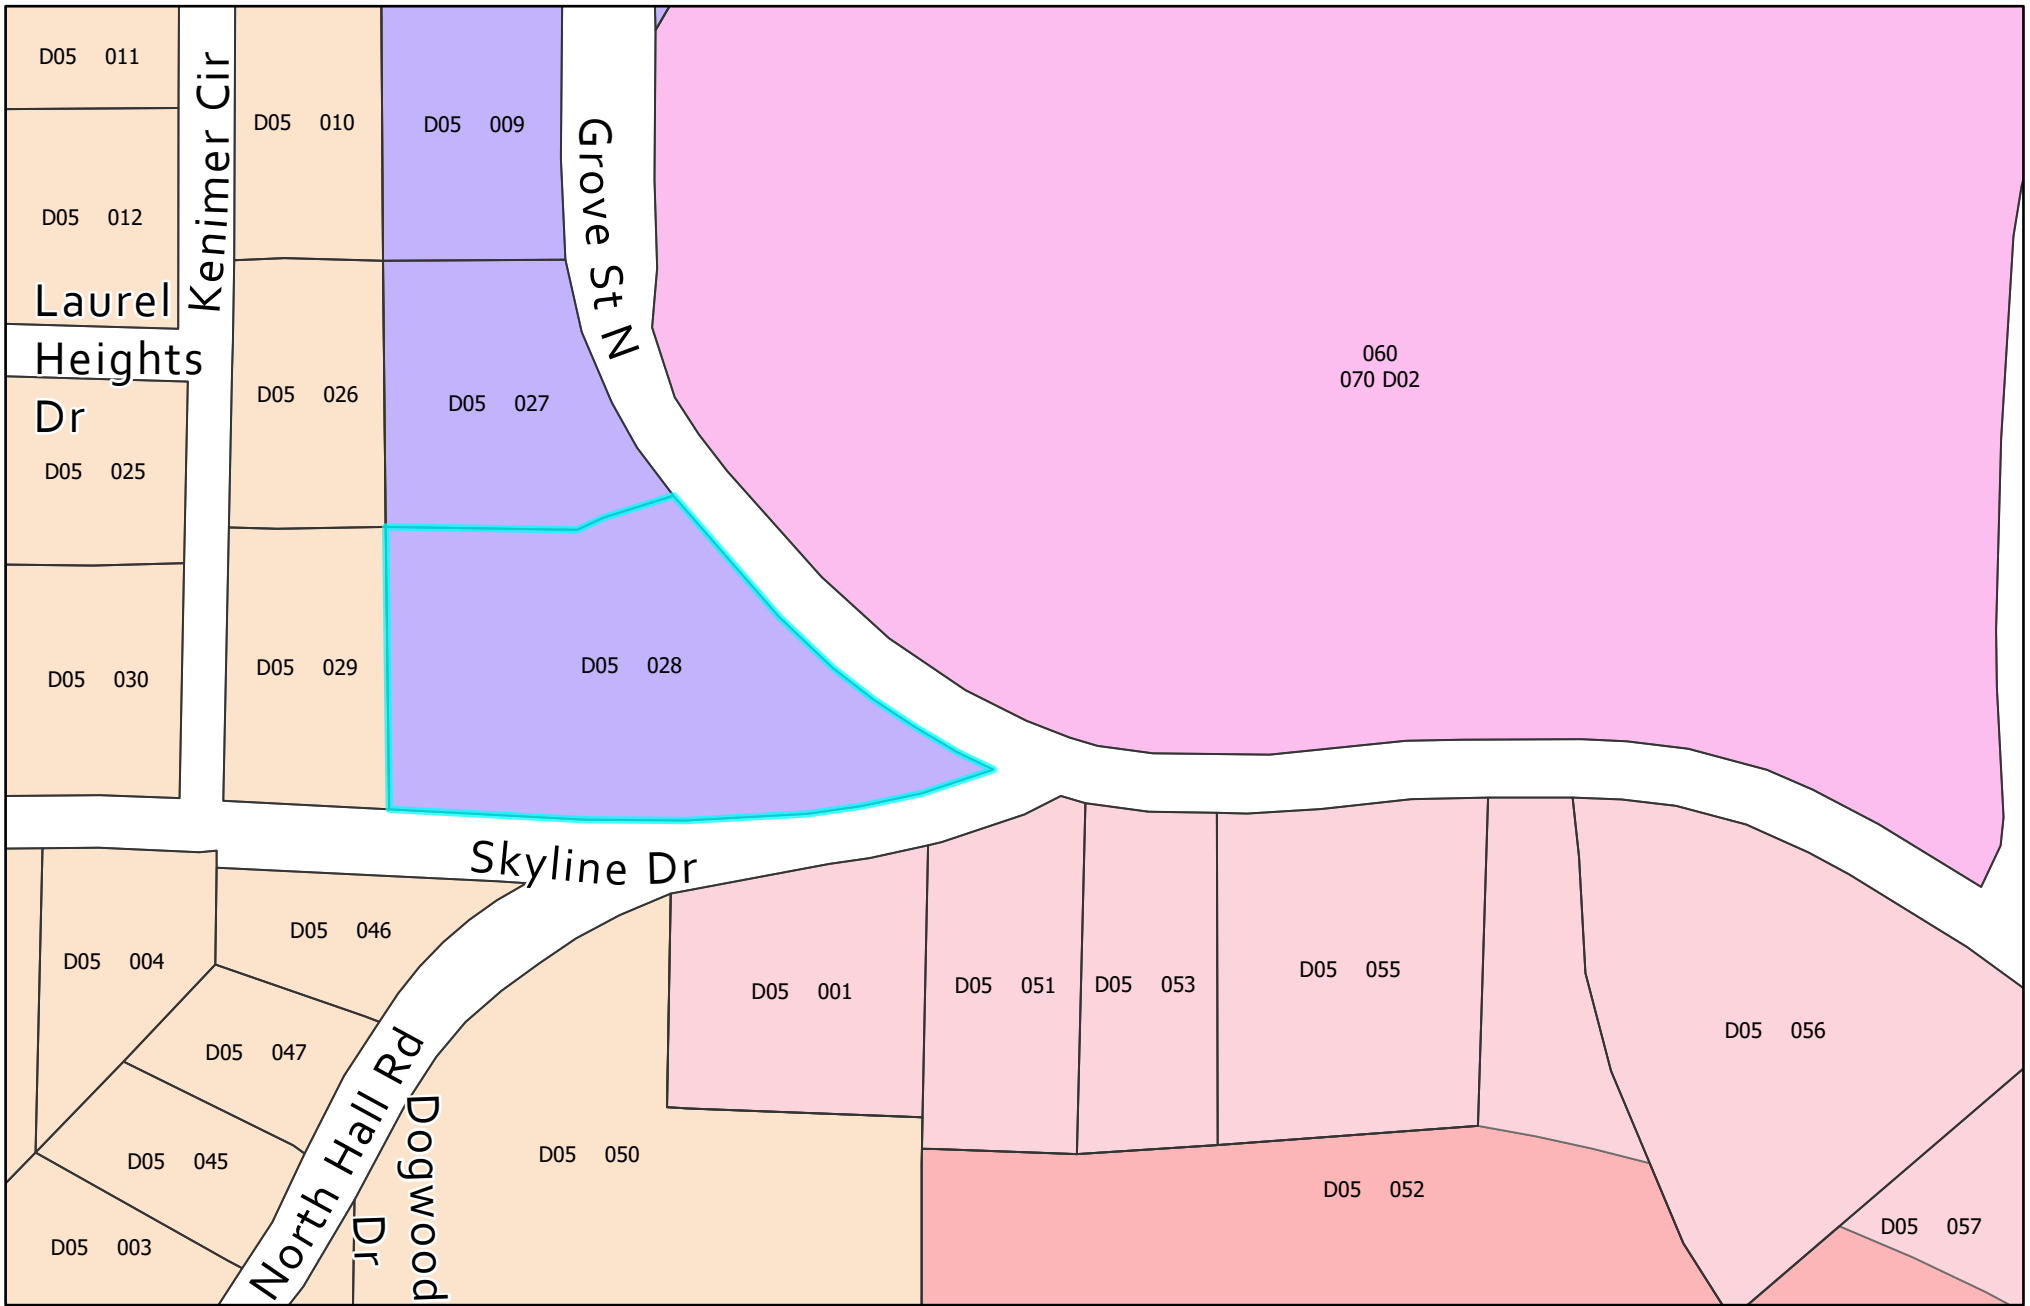 D05 011
Kenimer Cir
D05 010
D05 009
Grove St N
D05 012
Laurel
Heights
Dr
060
070 D02
D05 026
D05 027
D05 025
D05 029
D05 028
D05 030
Skyline Dr
D05 046
D05 004
D05 001
D05 051
D05 053
D05 055
D05 056
D05 047
North Hall Rd
Dogwood
Dr
D05 050
D05 045
D05 052
D05 003
D05 057